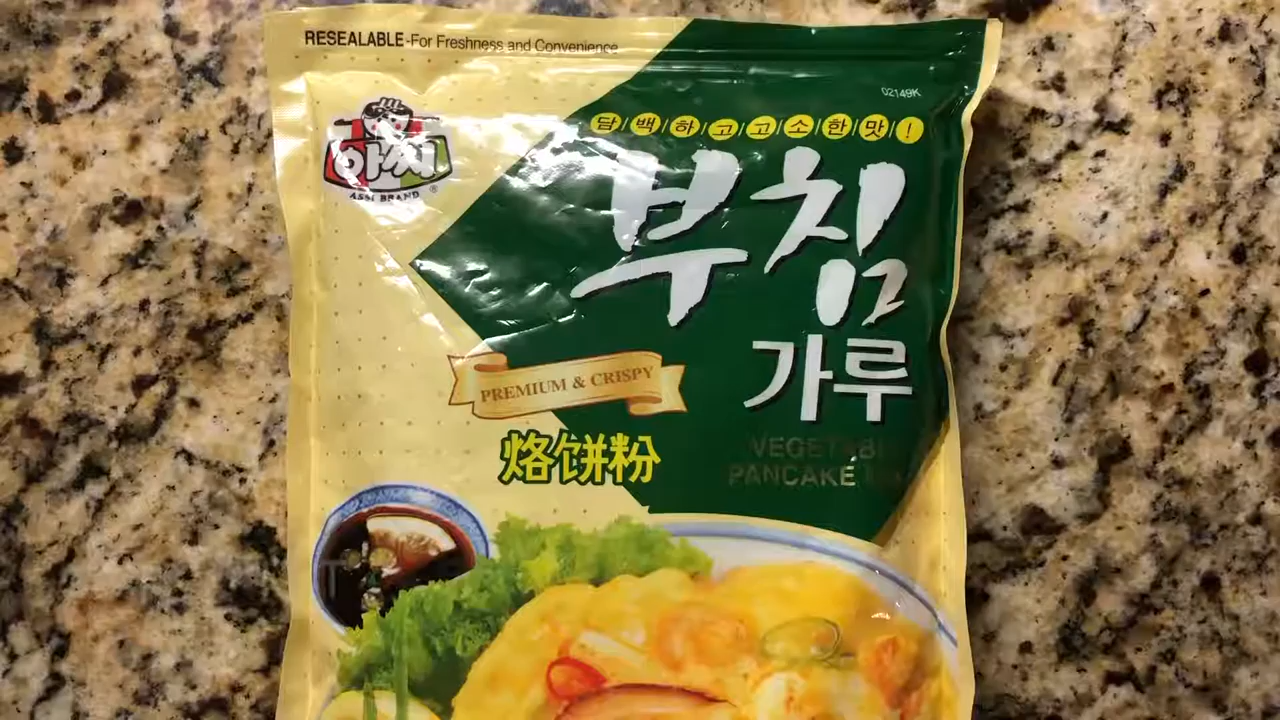 RESEALABLE-For Freshness and Convenience
02149K
담/백/하/고/고/소/한/맛/!
아씨
ASSI BRAND ®
부침
가루
PREMIUM & CRISPY
烙饼粉
PANCAKE